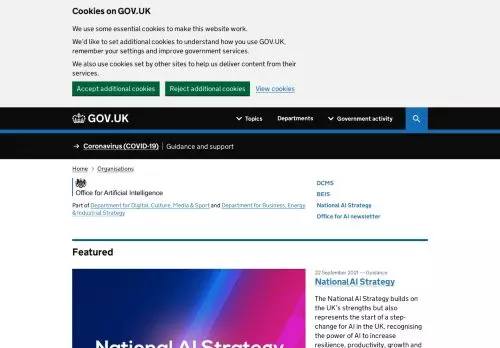 Cookies on GOV.UK
We use some essential cookies to make this website work.
We'd like to set additional cookies to understand how you use GOV.UK,
remember your settings and improve government services.
We also use cookies set by other sites to help us deliver content from their
services.
Accept additional cookies Reject additional cookies View cookies
GOV.UK Topics Departments Government activity
→ Coronavirus (COVID-19) Guidance and support
Home > Organisations
Office for Artificial Intelligence
Part of Department for Digital, Culture, Media & Sport and Department for Business, Energy
& Industrial Strategy
DCMS
BEIS
National AI Strategy
Office for AI newsletter
Featured
National AI Strategy
22 September 2021 — Guidance
National AI Strategy
The National AI Strategy builds on
the UK's strengths but also
represents the start of a step-
change for AI in the UK, recognising
the power of AI to increase
resilience, productivity, growth and